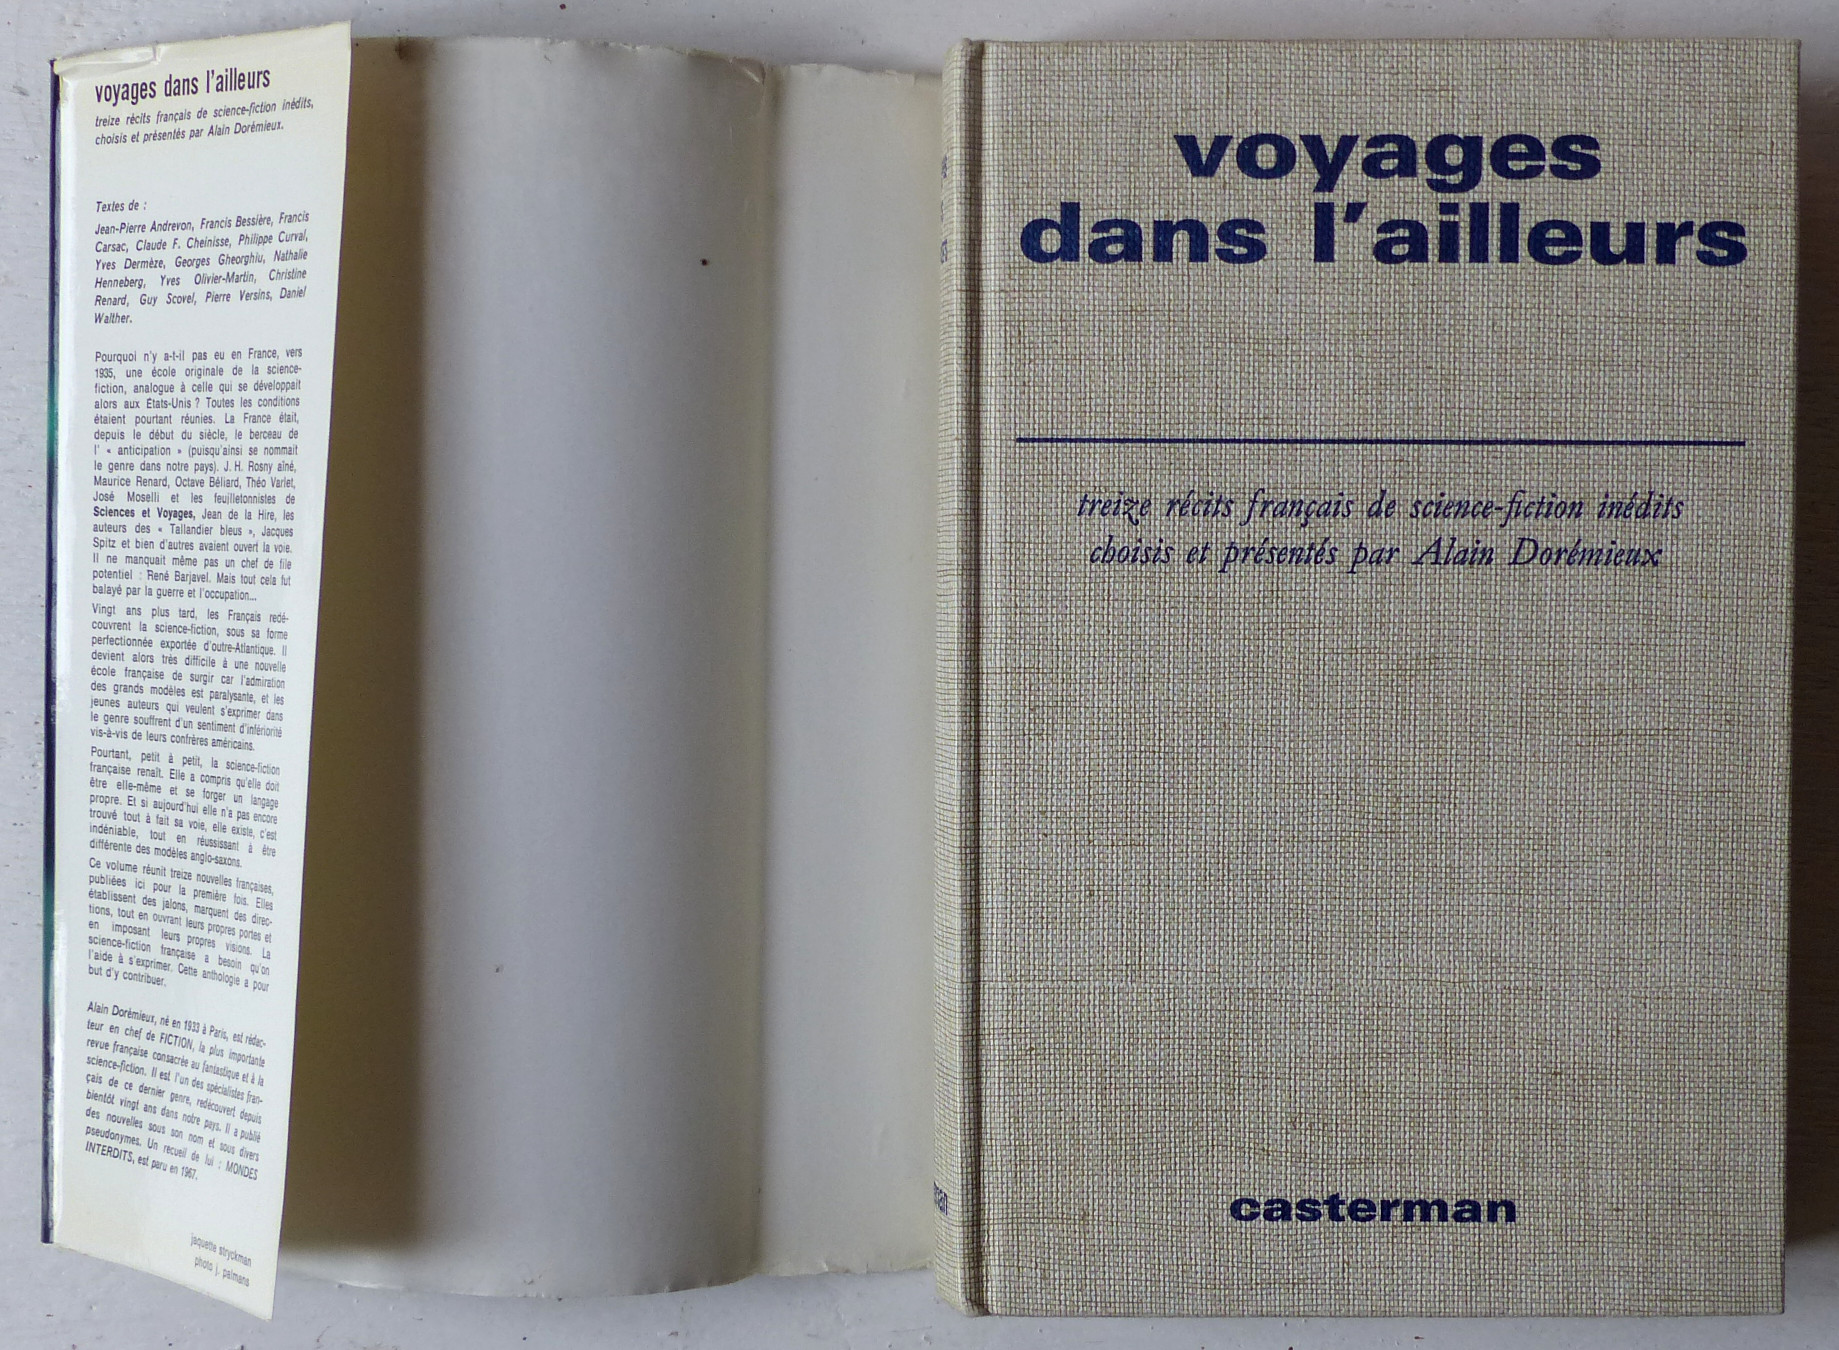 voyages dans l'ailleurs
treize récits français de science-fiction inédits,
choisis et présentés par Alain Dorémieux.
Textes de :
Jean-Pierre Andrevon, Francis Bessière, Francis
Carsac, Claude F. Cheinisse, Philippe Curval,
Yves Dermèze, Georges Gheorghiu, Nathalie
Henneberg, Yves Olivier-Martin, Christine
Renard, Guy Scovel, Pierre Versins, Daniel
Walther.
Pourquoi n'y a-t-il pas eu en France, vers
1935, une école originale de la science-
fiction, analogue à celle qui se développait
alors aux États-Unis ? Toutes les conditions
étaient pourtant réunies. La France était,
depuis le début du siècle, le berceau de
l' « anticipation » (puisqu'ainsi se nommait
le genre dans notre pays). J. H. Rosny aîné,
Maurice Renard, Octave Béliard, Théo Varlet,
José Moselli et les feuilletonnistes de
Sciences et Voyages, Jean de la Hire, les
auteurs des « Tallandier bleus », Jacques
Spitz et bien d'autres avaient ouvert la voie.
Il ne manquait même pas un chef de file
potentiel : René Barjavel. Mais tout cela fut
balayé par la guerre et l'occupation...
Vingt ans plus tard, les Français redé-
couvrent la science-fiction, sous sa forme
perfectionnée exportée d'outre-Atlantique. Il
devient alors très difficile à une nouvelle
école française de surgir car l'admiration
des grands modèles est paralysante, et les
jeunes auteurs qui veulent s'exprimer dans
le genre souffrent d'un sentiment d'infériorité
vis-à-vis de leurs confrères américains.
Pourtant, petit à petit, la science-fiction
française renaît. Elle a compris qu'elle doit
être elle-même et se forger un langage
propre. Et si aujourd'hui elle n'a pas encore
trouvé tout à fait sa voie, elle existe, c'est
indéniable, tout en réussissant à être
différente des modèles anglo-saxons.
Ce volume réunit treize nouvelles françaises,
publiées ici pour la première fois. Elles
établissent des jalons, marquent des direc-
tions, tout en ouvrant leurs propres portes et
en imposant leurs propres visions. La
science-fiction française a besoin qu'on
l'aide à s'exprimer. Cette anthologie a pour
but d'y contribuer.
Alain Dorémieux, né en 1933 à Paris, est rédac-
teur en chef de FICTION, la plus importante
revue française consacrée au fantastique et à la
science-fiction. Il est l'un des spécialistes fran-
çais de ce dernier genre, redécouvert depuis
bientôt vingt ans dans notre pays. Il a publié
des nouvelles sous son nom et sous divers
pseudonymes. Un recueil de lui : MONDES
INTERDITS, est paru en 1967.
jaquette stryckman
photo j. palmans
voyages
dans l'ailleurs
treize récits français de science-fiction inédits
choisis et présentés par Alain Dorémieux
casterman